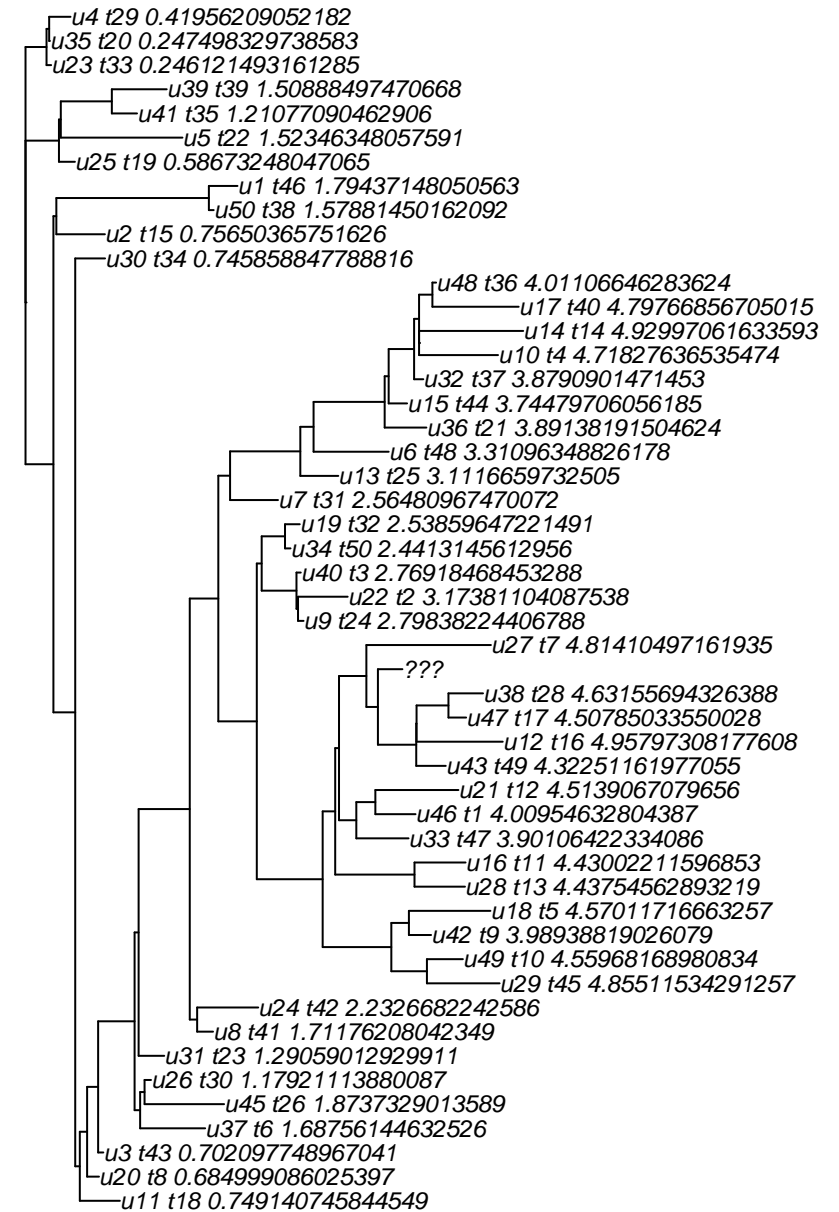 u4 t29 0.41956209052182
u35 t20 0.247498329738583
u23 t33 0.246121493161285
u39 t39 1.50888497470668
u41 t35 1.21077090462906
u5 t22 1.52346348057591
u25 t19 0.58673248047065
u1 t46 1.79437148050563
u50 t38 1.57881450162092
u2 t15 0.75650365751626
u30 t34 0.745858847788816
u48 t36 4.01106646283624
u17 t40 4.79766856705015
u14 t14 4.92997061633593
u10 t4 4.71827636535474
u32 t37 3.8790901471453
u15 t44 3.74479706056185
u36 t21 3.89138191504624
u6 t48 3.31096348826178
u13 t25 3.1116659732505
u7 t31 2.56480967470072
u19 t32 2.53859647221491
u34 t50 2.4413145612956
u40 t3 2.76918468453288
u22 t2 3.17381104087538
u9 t24 2.79838224406788
u27 t7 4.81410497161935
???
u38 t28 4.63155694326388
u47 t17 4.50785033550028
u12 t16 4.95797308177608
u43 t49 4.32251161977055
u21 t12 4.5139067079656
u46 t1 4.00954632804387
u33 t47 3.90106422334086
u16 t11 4.43002211596853
u28 t13 4.43754562893219
u18 t5 4.57011716663257
u42 t9 3.98938819026079
u49 t10 4.55968168980834
u29 t45 4.85511534291257
u24 t42 2.2326682242586
u8 t41 1.71176208042349
u31 t23 1.29059012929911
u26 t30 1.17921113880087
u45 t26 1.8737329013589
u37 t6 1.68756144632526
u3 t43 0.702097748967041
u20 t8 0.684999086025397
u11 t18 0.749140745844549